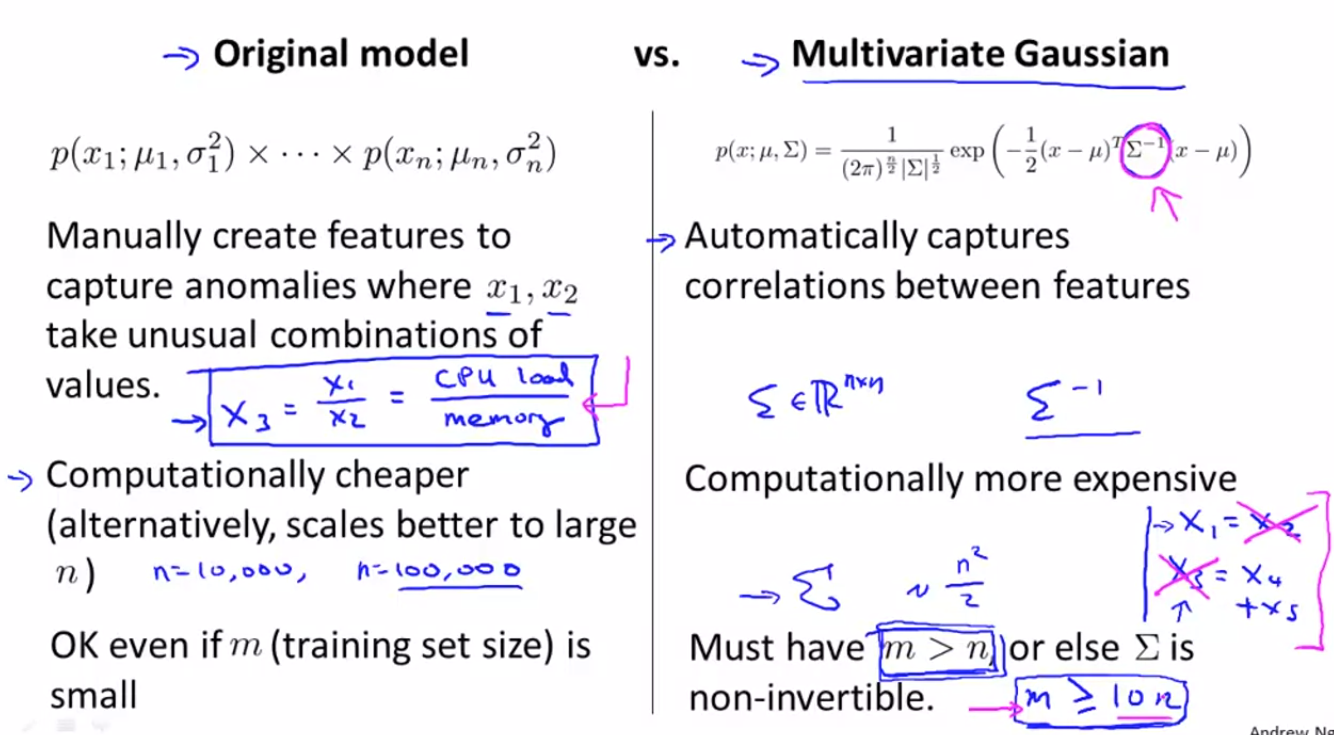 → Original model vs. → Multivariate Gaussian
p(x₁; μ₁, σ₁²) × ⋯ × p(xₙ; μₙ, σₙ²)
Manually create features to
capture anomalies where x₁, x₂
take unusual combinations of
values.
→ X₃ = X₁/X₂ = CPU load/memory
→ Computationally cheaper
(alternatively, scales better to large
n) n=10,000, n=100,000
OK even if m (training set size) is
small
p(x; μ, Σ) = 1/((2π)^(n/2) |Σ|^(1/2)) exp(−1/2 (x − μ)ᵀ Σ⁻¹ (x − μ))
→ Automatically captures
correlations between features
Σ ∈ ℝⁿˣⁿ Σ⁻¹
Computationally more expensive
→ X₁ = X₂
X₃ = X₄
+X₅
→ Σ ~ n²/2
Must have m > n, or else Σ is
non-invertible. → m ≥ 10n
Andrew Ng